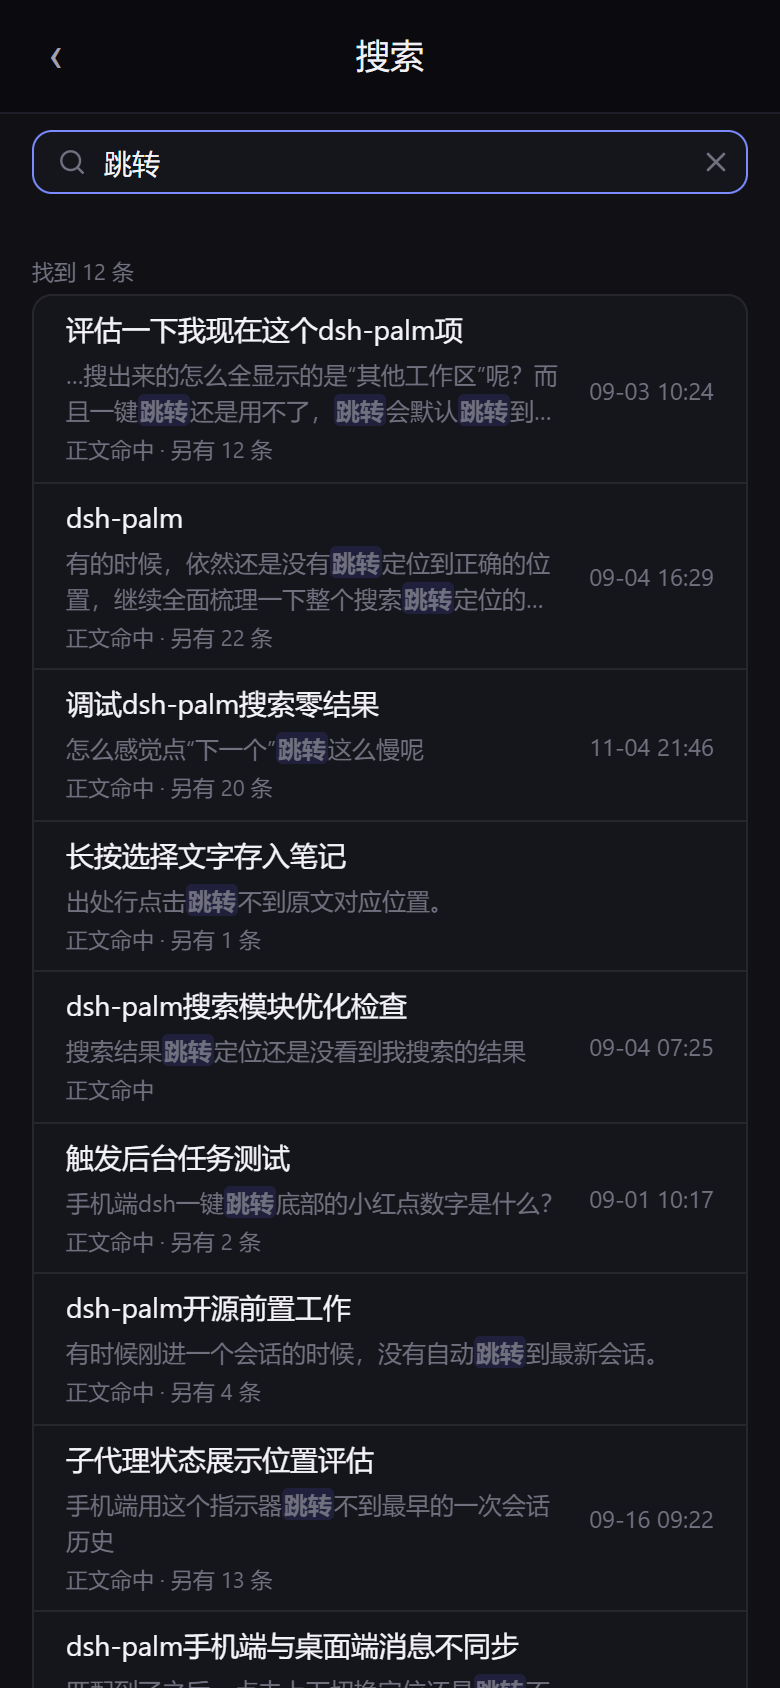 搜索
跳转
找到 12 条
评估一下我现在这个dsh-palm项
...搜出来的怎么全显示的是“其他工作区”呢？而
且一键跳转还是用不了，跳转会默认跳转到...
09-03 10:24
正文命中 · 另有 12 条
dsh-palm
有的时候，依然还是没有跳转定位到正确的位
置，继续全面梳理一下整个搜索跳转定位的...
09-04 16:29
正文命中 · 另有 22 条
调试dsh-palm搜索零结果
怎么感觉点“下一个”跳转这么慢呢
11-04 21:46
正文命中 · 另有 20 条
长按选择文字存入笔记
出处行点击跳转不到原文对应位置。
正文命中 · 另有 1 条
dsh-palm搜索模块优化检查
搜索结果跳转定位还是没看到我搜索的结果
09-04 07:25
正文命中
触发后台任务测试
手机端dsh一键跳转底部的小红点数字是什么？
09-01 10:17
正文命中 · 另有 2 条
dsh-palm开源前置工作
有时候刚进一个会话的时候，没有自动跳转到最新会话。
正文命中 · 另有 4 条
子代理状态展示位置评估
手机端用这个指示器跳转不到最早的一次会话
历史
09-16 09:22
正文命中 · 另有 13 条
dsh-palm手机端与桌面端消息不同步